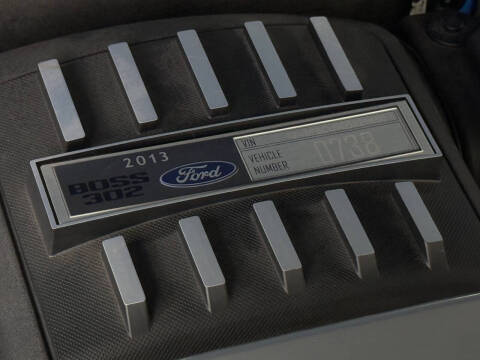 2013
BOSS
302
Ford
VIN
VEHICLE
NUMBER
0738